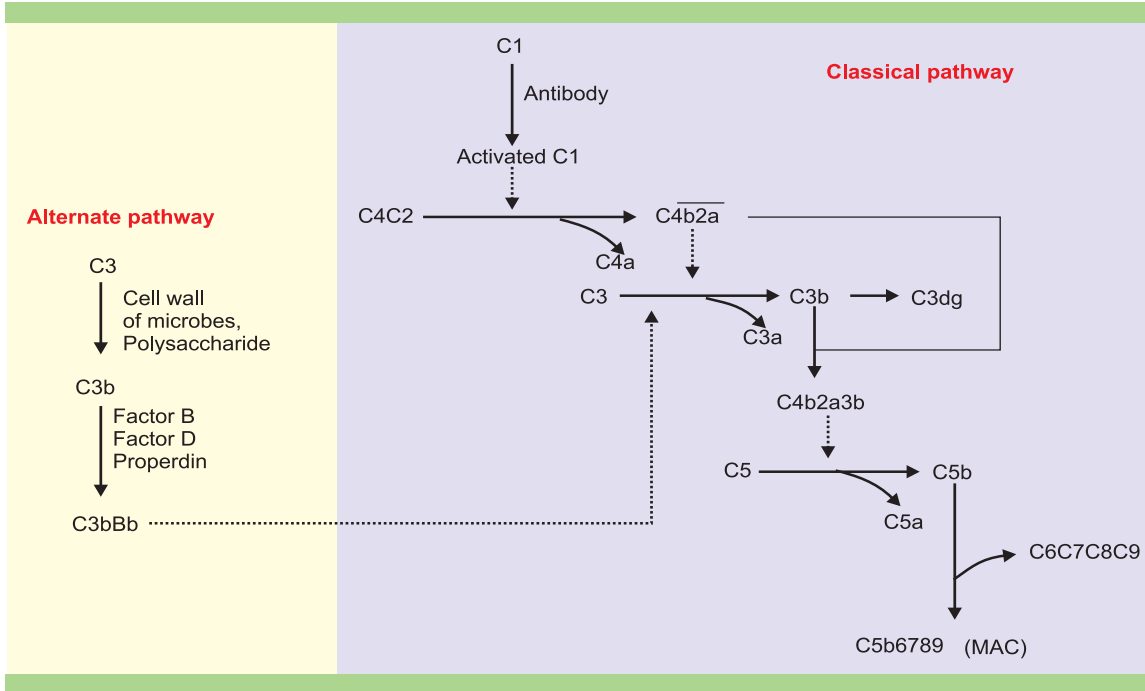 Alternate pathway
C3
Cell wall
of microbes,
Polysaccharide
C3b
Factor B
Factor D
Properdin
C3bBb
Classical pathway
C1
Antibody
Activated C1
C4C2
C4b2a
C4a
C3
C3b
C3dg
C3a
C4b2a3b
C5
C5b
C5a
C6C7C8C9
C5b6789 (MAC)